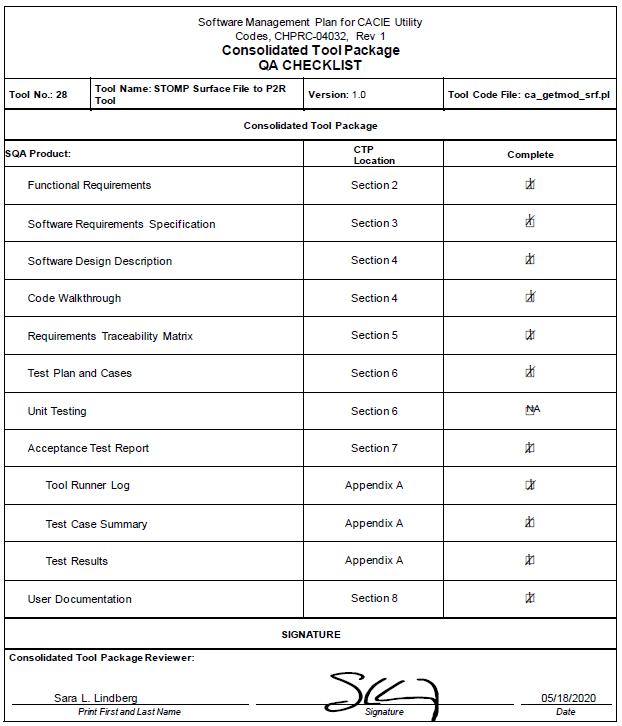 Software Management Plan for CACIE Utility
Codes, CHPRC-04032, Rev 1
Consolidated Tool Package
QA CHECKLIST
Tool No.: 28
Tool Name: STOMP Surface File to P2R
Tool
Version: 1.0
Tool Code File: ca_getmod_srf.pl
Consolidated Tool Package
SQA Product:
CTP
Location
Complete
Functional Requirements
Section 2
Software Requirements Specification
Section 3
Software Design Description
Section 4
Code Walkthrough
Section 4
Requirements Traceability Matrix
Section 5
Test Plan and Cases
Section 6
Unit Testing
Section 6
NA
Acceptance Test Report
Section 7
Tool Runner Log
Appendix A
Test Case Summary
Appendix A
Test Results
Appendix A
User Documentation
Section 8
SIGNATURE
Consolidated Tool Package Reviewer:
Sara L. Lindberg
05/18/2020
Print First and Last Name
Signature
Date